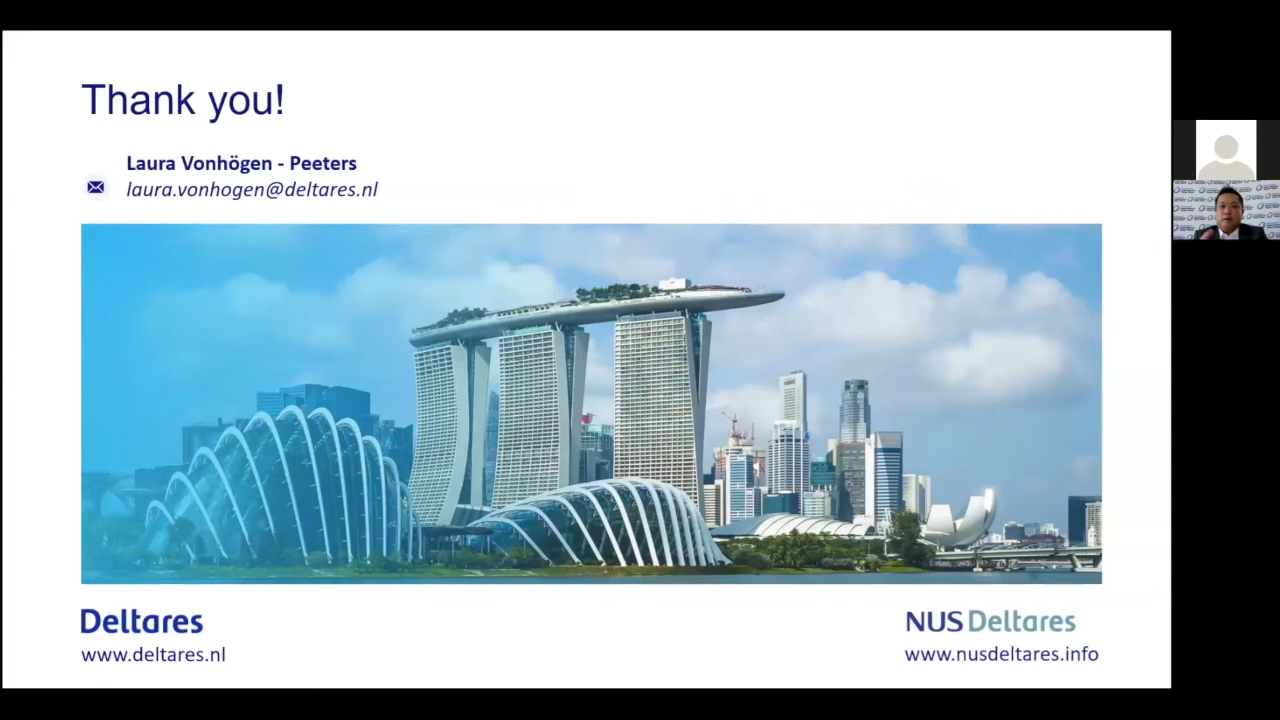 Thank you!
Laura Vonhögen - Peeters
laura.vonhogen@deltares.nl
Deltares
www.deltares.nl
NUS Deltares
www.nusdeltares.info